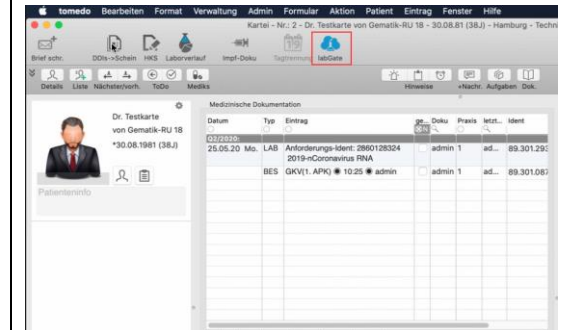 tomedo Bearbeiten Format Verwaltung Admin Formular Aktion Patient Eintrag Fenster Hilfe
Kartei - Nr.: 2 - Dr. Testkarte von Gematik-RU 18 - 30.08.81 (38J) - Hamburg - Techni
Brief schr. DDIs->Schein HKS Laborverlauf Impf-Doku Tagtrennung labGate
Details Liste Nächster/vorh. ToDo Mediks Hinweise «Nachr. Aufgaben Dok.
Medizinische Dokumentation
Dr. Testkarte
von Gematik-RU 18
*30.08.1981 (38J)
Patienteninfo
Datum Typ Eintrag ge... Doku Praxis letzt... Ident
Q2/2020:
25.05.20 Mo. LAB Anforderungs-Ident: 2860128324 admin 1 ad... 89.301.293
2019-nCoronavirus RNA
BES GKV(1. APK) ◉ 10:25 ◉ admin admin 1 ad... 89.301.087